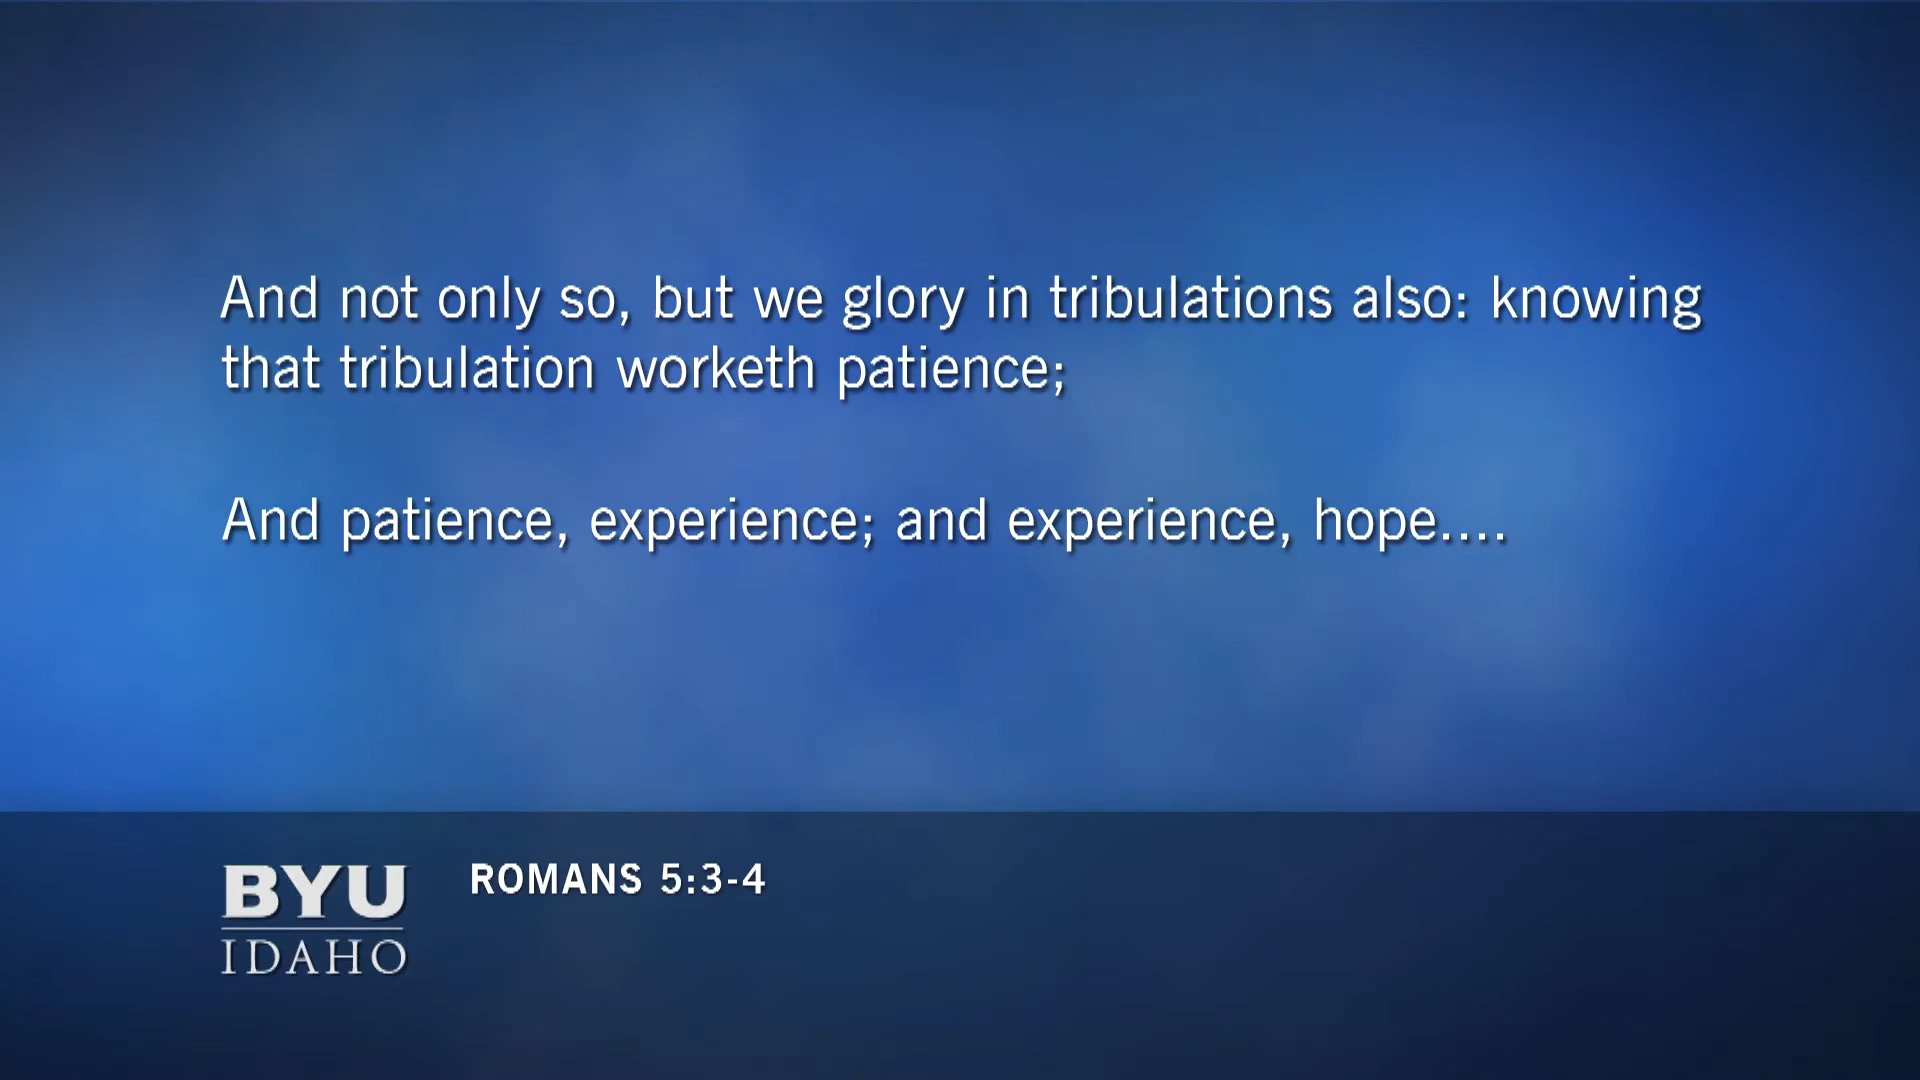 And not only so, but we glory in tribulations also: knowing
that tribulation worketh patience;
And patience, experience; and experience, hope....
BYU
IDAHO
ROMANS 5:3-4